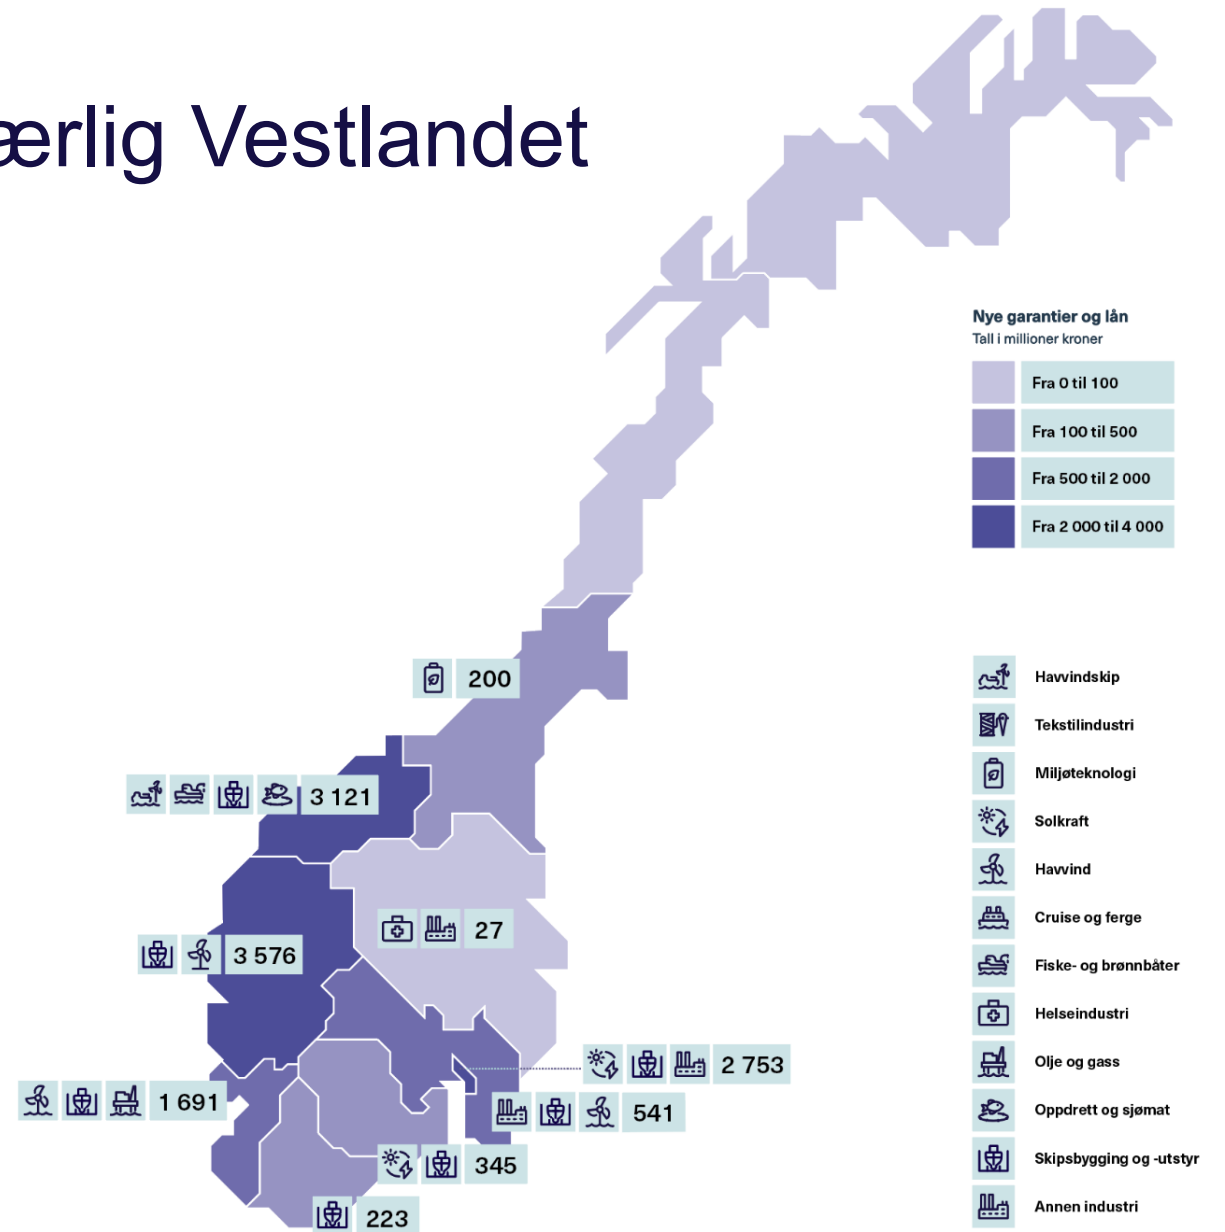 ærlig Vestlandet
Nye garantier og lån
Tall i millioner kroner
Fra 0 til 100
Fra 100 til 500
Fra 500 til 2 000
Fra 2 000 til 4 000
200
3 121
27
3 576
2 753
1 691
541
345
223
Havvindskip
Tekstilindustri
Miljøteknologi
Solkraft
Havvind
Cruise og ferge
Fiske- og brønnbåter
Helseindustri
Olje og gass
Oppdrett og sjømat
Skipsbygging og -utstyr
Annen industri